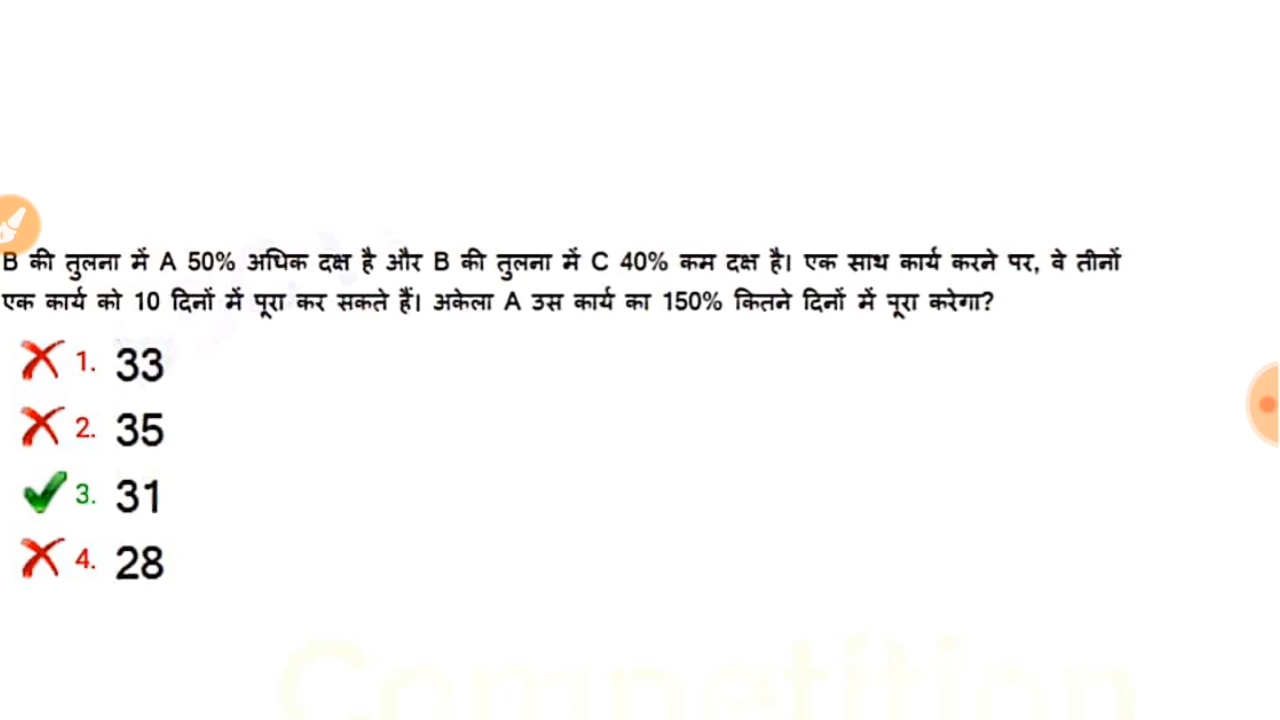 B की तुलना में A 50% अधिक दक्ष है और B की तुलना में C 40% कम दक्ष है। एक साथ कार्य करने पर, वे तीनों
एक कार्य को 10 दिनों में पूरा कर सकते हैं। अकेला A उस कार्य का 150% कितने दिनों में पूरा करेगा?
1. 33
2. 35
3. 31
4. 28
Competition